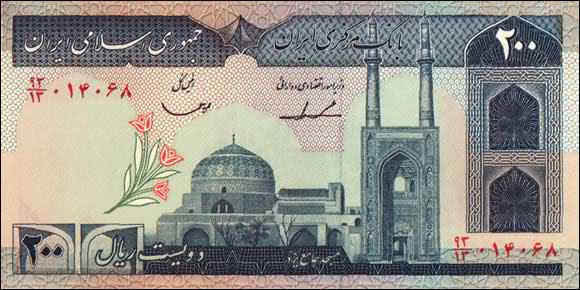 بانک مرکزی ایران
جمهوری اسلامی ایران
۲۰۰
۹۳/۱۳ ۰۱۴۰۶۸
وزیر امور اقتصادی و دارائی
رئیس کل
۹۳/۱۳ ۰۱۴۰۶۸
مسجد جامع یزد
دویست ریال
۲۰۰